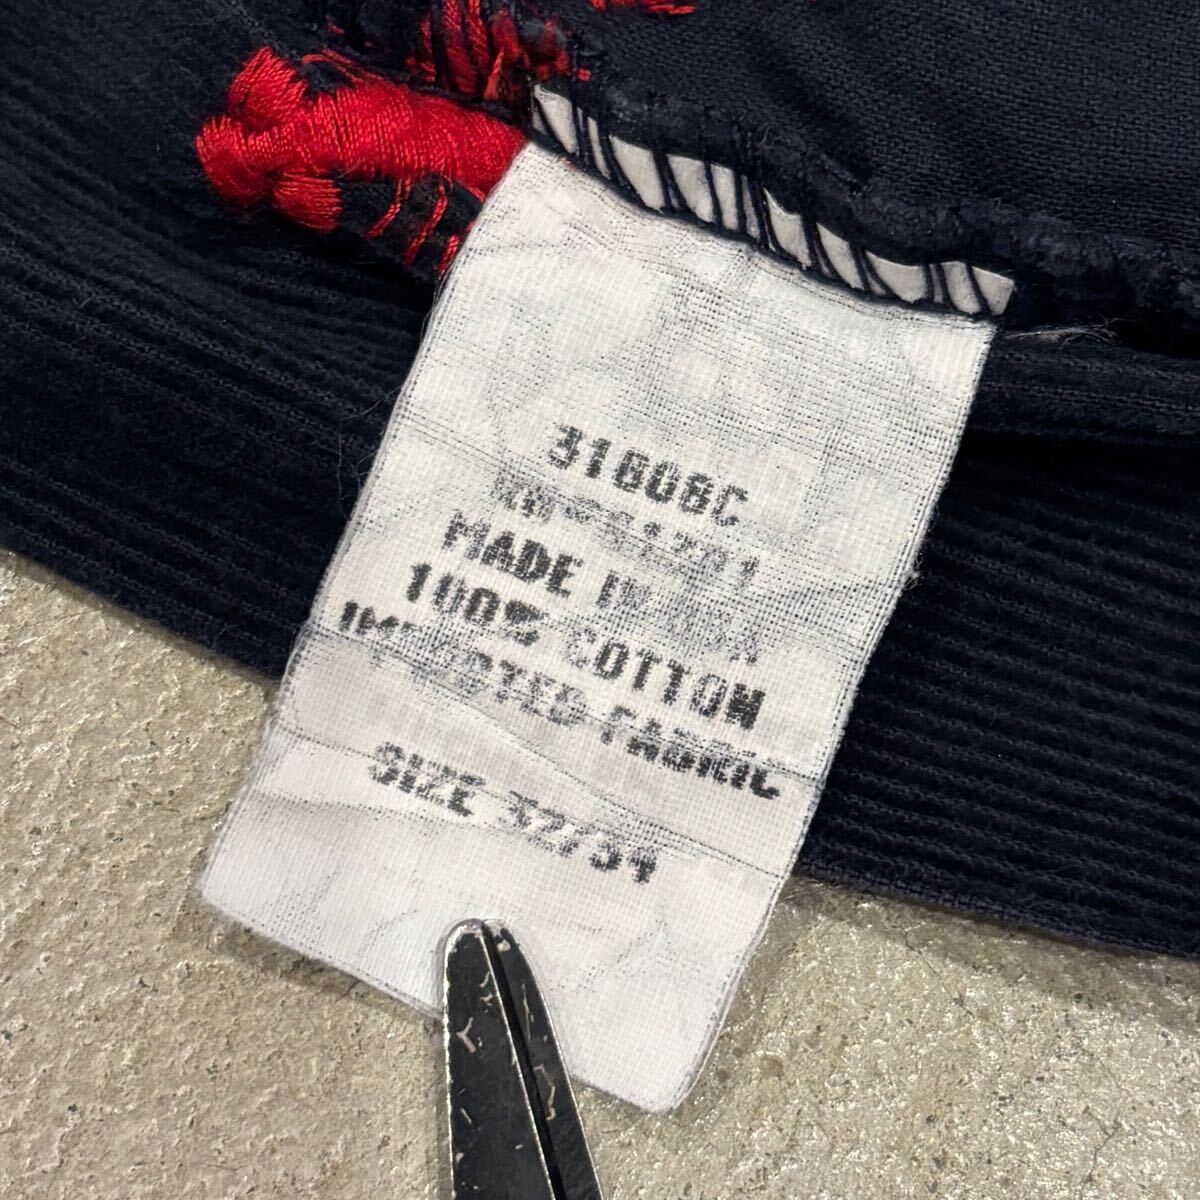 31608C
MADE IN USA
100% COTTON
IMPORTED FABRIC
SIZE 32/34